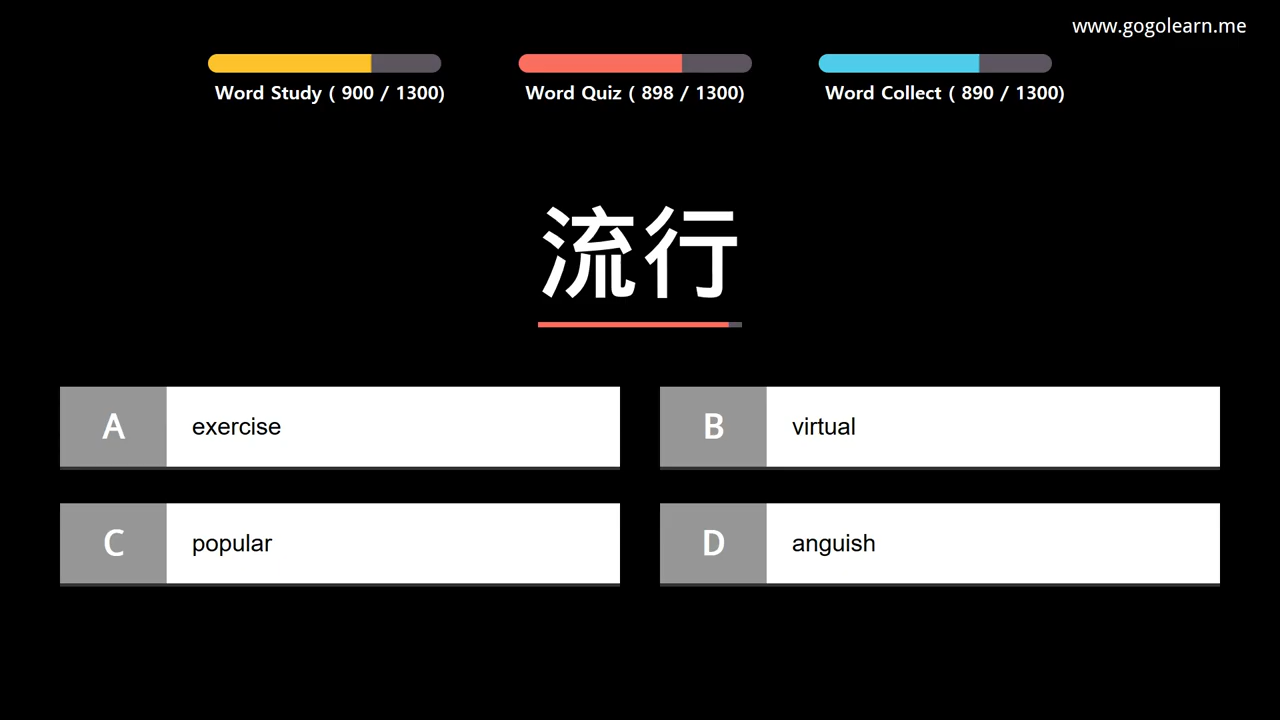 www.gogolearn.me
Word Study ( 900 / 1300)
Word Quiz ( 898 / 1300)
Word Collect ( 890 / 1300)
流行
A
exercise
B
virtual
C
popular
D
anguish